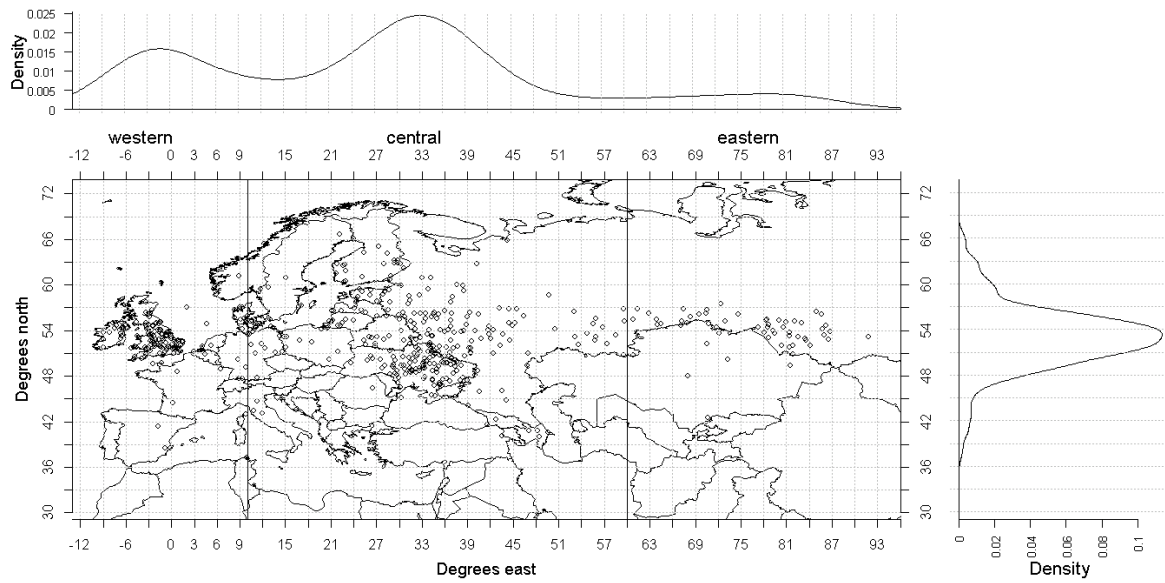 0.025
0.02
0.015
0.01
0.005
0
Density
western central eastern
-12 -6 0 3 6 9 15 21 27 33 39 45 51 57 63 69 75 81 87 93
72 72
66 66
60 60
54 54
48 48
42 42
36 36
30 30
Degrees north
-12 -6 0 3 6 9 15 21 27 33 39 45 51 57 63 69 75 81 87 93
Degrees east
0 0.02 0.04 0.06 0.08 0.1
Density